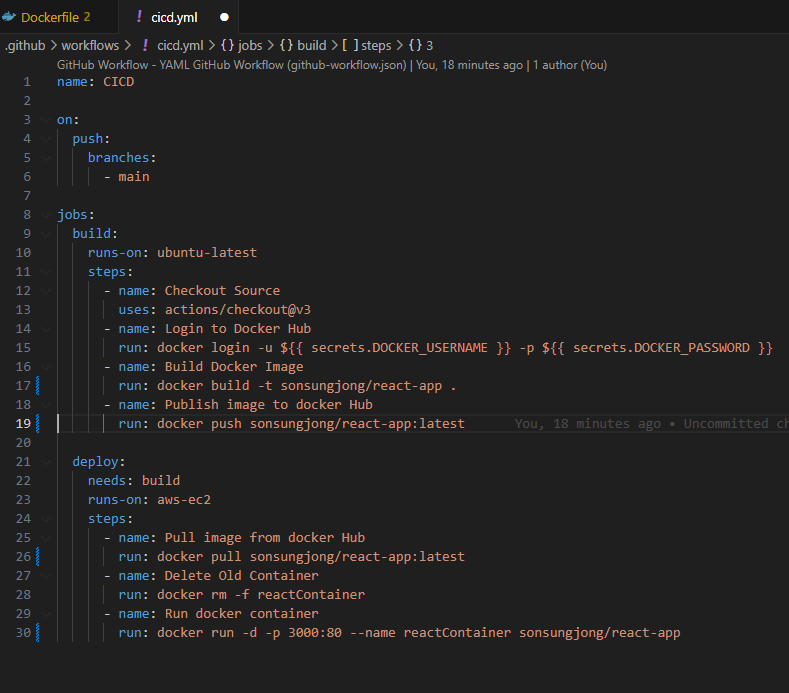 Dockerfile 2
! cicd.yml
.github > workflows > ! cicd.yml > {} jobs > {} build > [ ] steps > {} 3
GitHub Workflow - YAML GitHub Workflow (github-workflow.json) | You, 18 minutes ago | 1 author (You)
1 name: CICD
2
3 on:
4 push:
5 branches:
6 - main
7
8 jobs:
9 build:
10 runs-on: ubuntu-latest
11 steps:
12 - name: Checkout Source
13 uses: actions/checkout@v3
14 - name: Login to Docker Hub
15 run: docker login -u ${{ secrets.DOCKER_USERNAME }} -p ${{ secrets.DOCKER_PASSWORD }}
16 - name: Build Docker Image
17 run: docker build -t sonsungjong/react-app .
18 - name: Publish image to docker Hub
19 run: docker push sonsungjong/react-app:latest You, 18 minutes ago • Uncommitted ch
20
21 deploy:
22 needs: build
23 runs-on: aws-ec2
24 steps:
25 - name: Pull image from docker Hub
26 run: docker pull sonsungjong/react-app:latest
27 - name: Delete Old Container
28 run: docker rm -f reactContainer
29 - name: Run docker container
30 run: docker run -d -p 3000:80 --name reactContainer sonsungjong/react-app